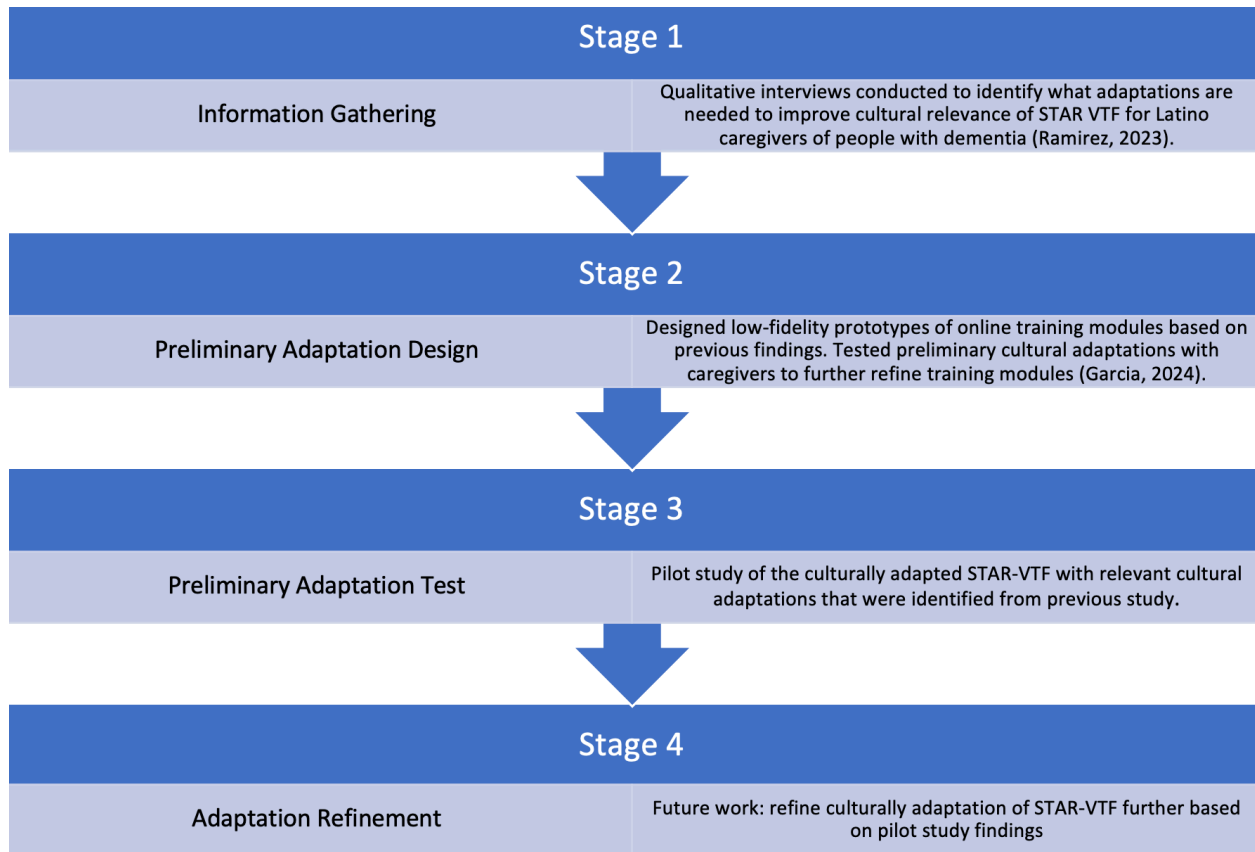 Stage 1
Information Gathering
Qualitative interviews conducted to identify what adaptations are
needed to improve cultural relevance of STAR VTF for Latino
caregivers of people with dementia (Ramirez, 2023).
Stage 2
Preliminary Adaptation Design
Designed low-fidelity prototypes of online training modules based on
previous findings. Tested preliminary cultural adaptations with
caregivers to further refine training modules (Garcia, 2024).
Stage 3
Preliminary Adaptation Test
Pilot study of the culturally adapted STAR-VTF with relevant cultural
adaptations that were identified from previous study.
Stage 4
Adaptation Refinement
Future work: refine culturally adaptation of STAR-VTF further based
on pilot study findings